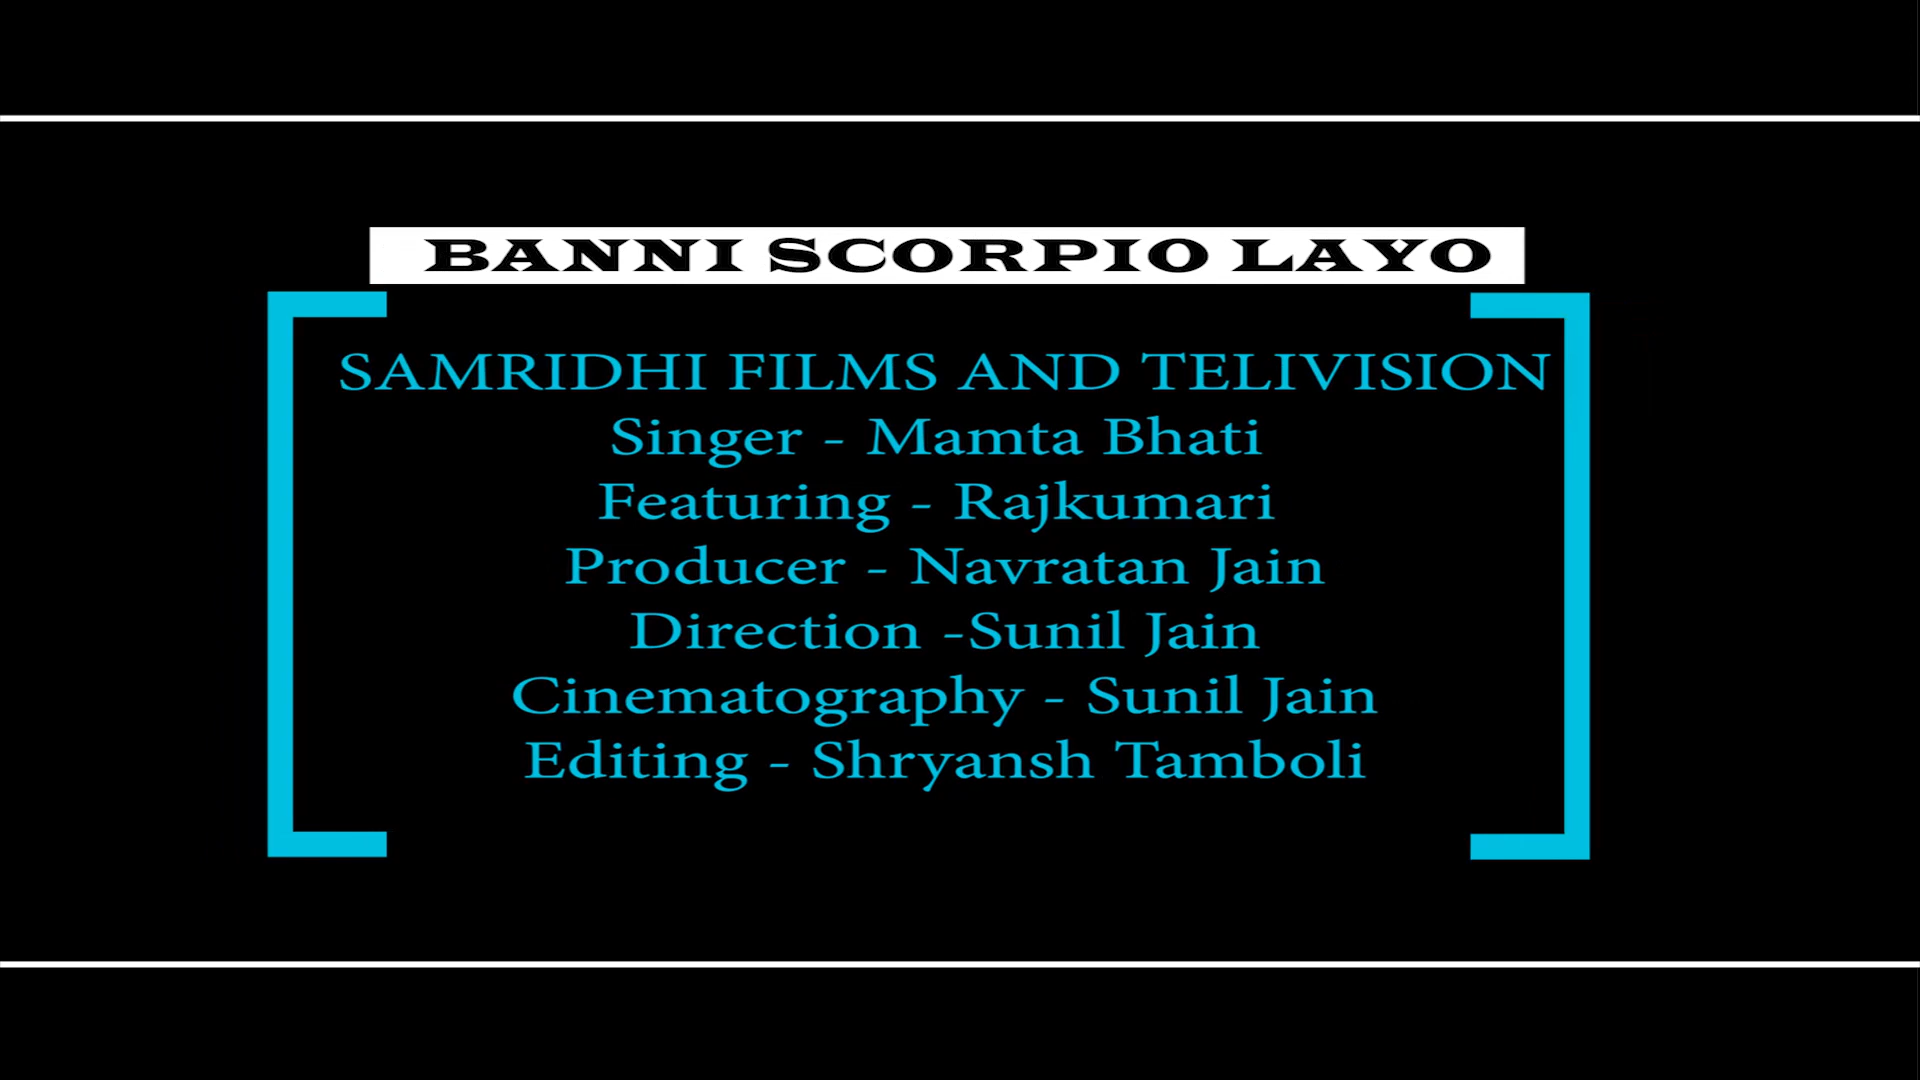 BANNI SCORPIO LAYO
SAMRIDHI FILMS AND TELIVISION
Singer - Mamta Bhati
Featuring - Rajkumari
Producer - Navratan Jain
Direction -Sunil Jain
Cinematography - Sunil Jain
Editing - Shryansh Tamboli